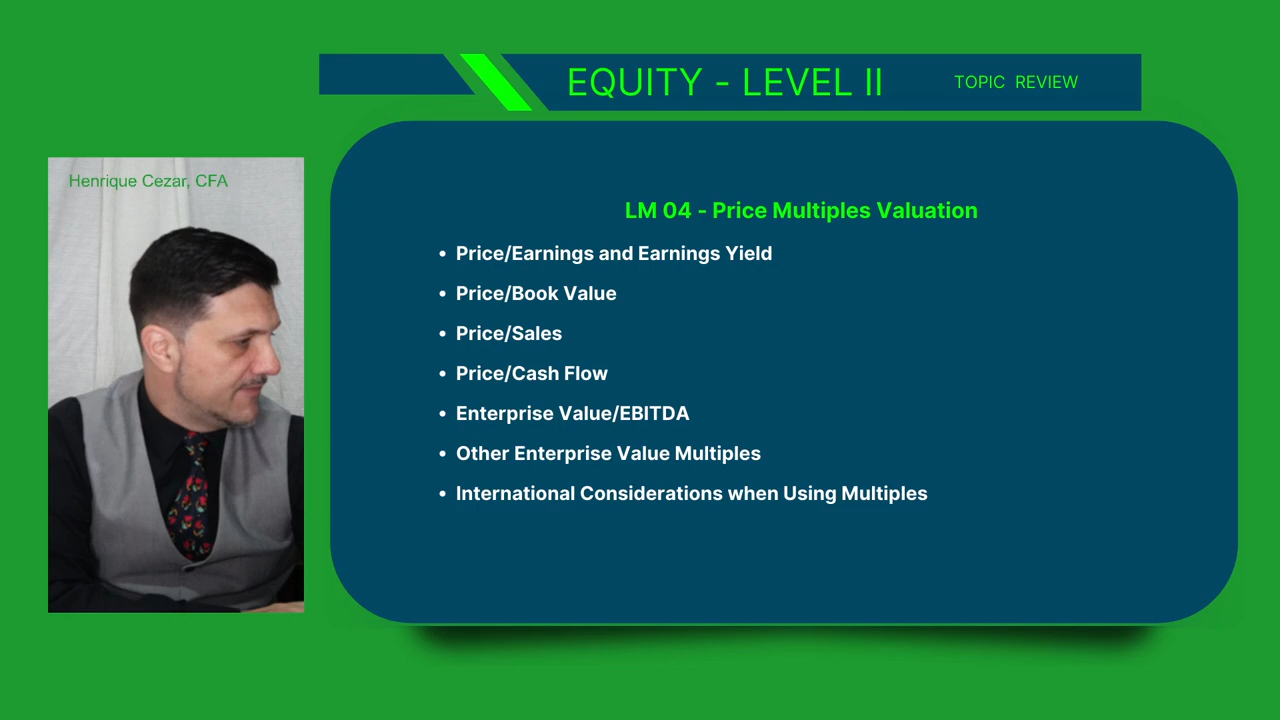 EQUITY - LEVEL II
TOPIC REVIEW
Henrique Cezar, CFA
LM 04 - Price Multiples Valuation
• Price/Earnings and Earnings Yield
• Price/Book Value
• Price/Sales
• Price/Cash Flow
• Enterprise Value/EBITDA
• Other Enterprise Value Multiples
• International Considerations when Using Multiples